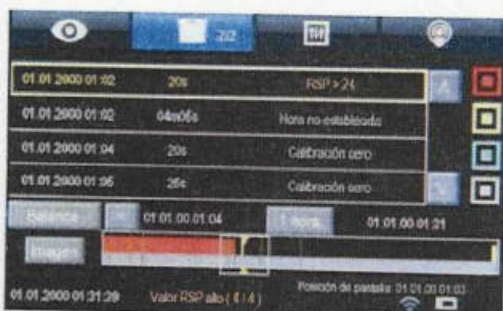 2/2
01.01.2000 01:02 20s RSP > 24
01.01.2000 01:02 04m06s Hora no establecida
01.01.2000 01:04 20s Calibración cero
01.01.2000 01:05 26s Calibración cero
Balance 01.01.00 01:04 1 hora 01.01.00 01:21
Imagen
Posición de pantalla: 01.01.00 01:03
01.01.2000 01:31:39 Valor RSP alto ( 4 / 4 )